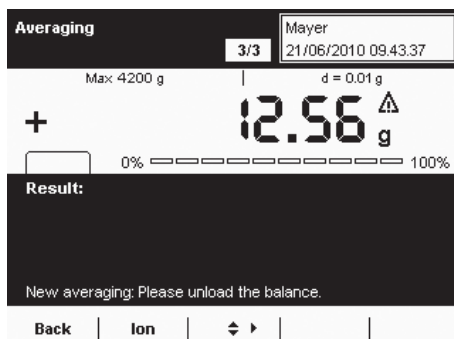 Averaging
3/3
Mayer
21/06/2010 09.43.37
Max 4200 g
d = 0.01 g
+ 12.56 g
0% 100%
Result:
New averaging: Please unload the balance.
Back Ion